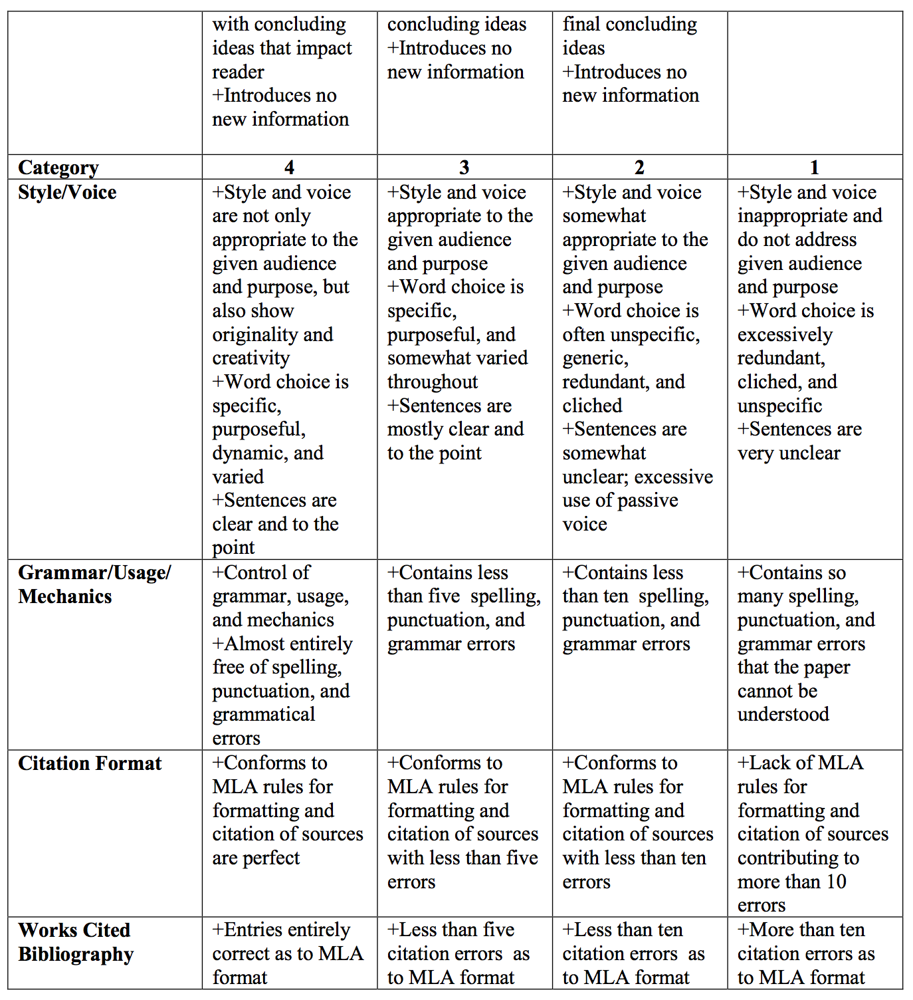 with concluding
ideas that impact
reader
+Introduces no
new information
concluding ideas
+Introduces no
new information
final concluding
ideas
+Introduces no
new information
Category 4 3 2 1
Style/Voice
+Style and voice
are not only
appropriate to the
given audience
and purpose, but
also show
originality and
creativity
+Word choice is
specific,
purposeful,
dynamic, and
varied
+Sentences are
clear and to the
point
+Style and voice
appropriate to the
given audience
and purpose
+Word choice is
specific,
purposeful, and
somewhat varied
throughout
+Sentences are
mostly clear and
to the point
+Style and voice
somewhat
appropriate to the
given audience
and purpose
+Word choice is
often unspecific,
generic,
redundant, and
cliched
+Sentences are
somewhat
unclear; excessive
use of passive
voice
+Style and voice
inappropriate and
do not address
given audience
and purpose
+Word choice is
excessively
redundant,
cliched, and
unspecific
+Sentences are
very unclear
Grammar/Usage/
Mechanics
+Control of
grammar, usage,
and mechanics
+Almost entirely
free of spelling,
punctuation, and
grammatical
errors
+Contains less
than five  spelling,
punctuation, and
grammar errors
+Contains less
than ten  spelling,
punctuation, and
grammar errors
+Contains so
many spelling,
punctuation, and
grammar errors
that the paper
cannot be
understood
Citation Format
+Conforms to
MLA rules for
formatting and
citation of sources
are perfect
+Conforms to
MLA rules for
formatting and
citation of sources
with less than five
errors
+Conforms to
MLA rules for
formatting and
citation of sources
with less than ten
errors
+Lack of MLA
rules for
formatting and
citation of sources
contributing to
more than 10
errors
Works Cited
Bibliography
+Entries entirely
correct as to MLA
format
+Less than five
citation errors  as
to MLA format
+Less than ten
citation errors  as
to MLA format
+More than ten
citation errors as
to MLA format